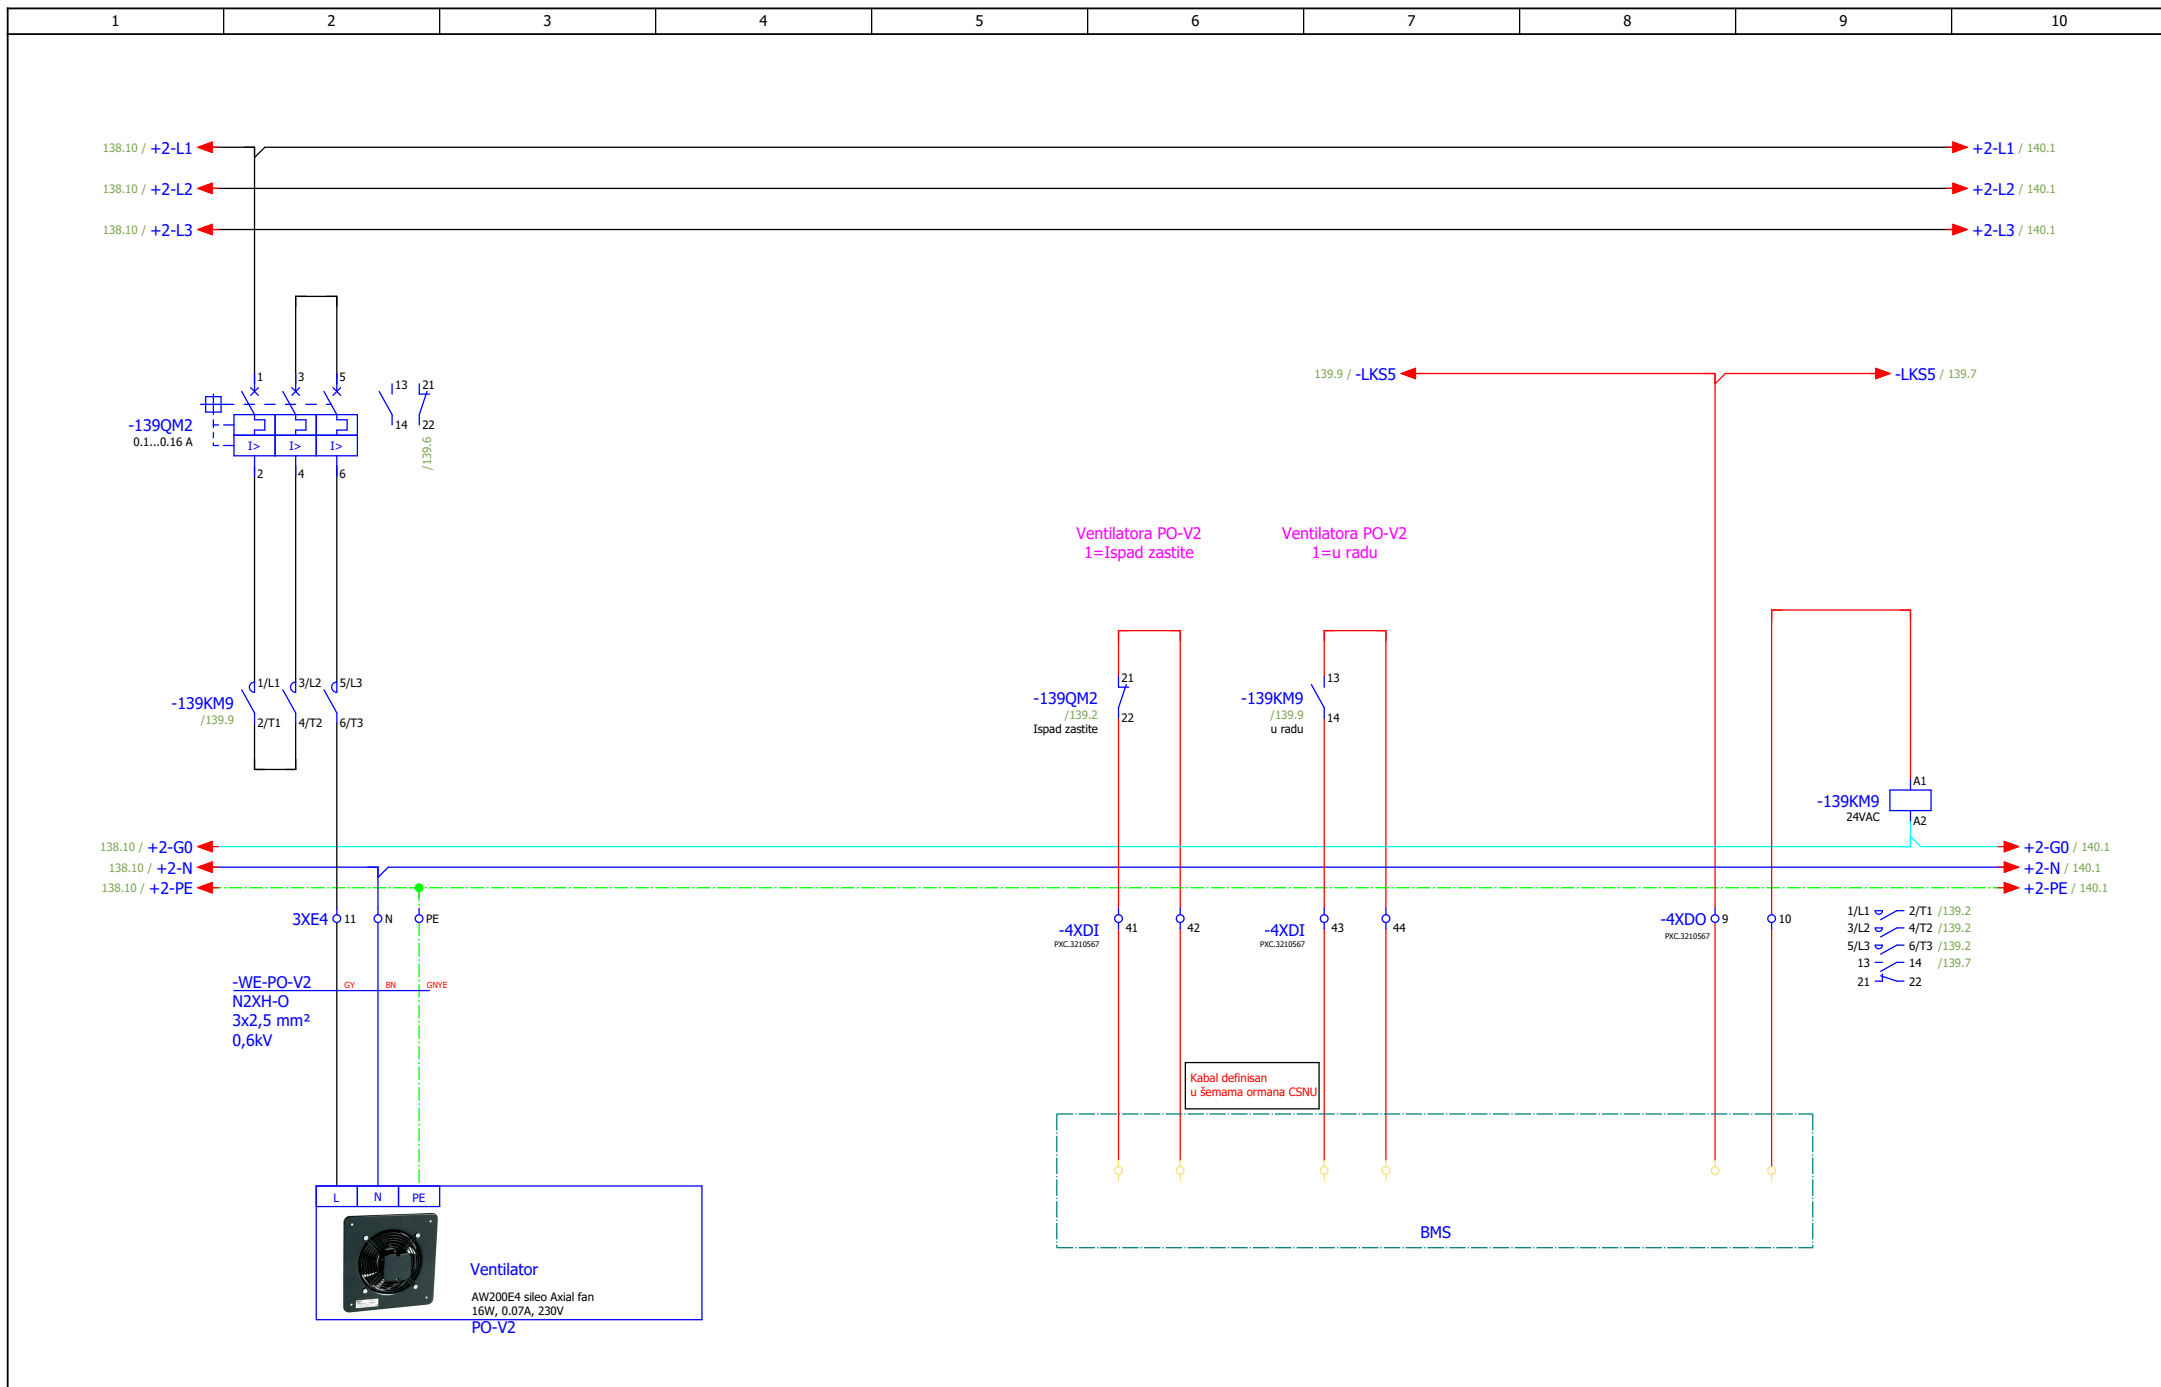 1 2 3 4 5 6 7 8 9 10
138.10 / +2-L1
+2-L1 / 140.1
138.10 / +2-L2
+2-L2 / 140.1
138.10 / +2-L3
+2-L3 / 140.1
139.9 / -LKS5
-LKS5 / 139.7
1 3 5
13 21
-139QM2
0.1...0.16 A
14 22
I> I> I>
/139.6
2 4 6
Ventilatora PO-V2
1=Ispad zastite
Ventilatora PO-V2
1=u radu
1/L1 3/L2 5/L3
-139KM9
/139.9
2/T1 4/T2 6/T3
21
-139QM2
/139.2
22
Ispad zastite
13
-139KM9
/139.9
14
u radu
A1
-139KM9
24VAC
A2
138.10 / +2-G0
+2-G0 / 140.1
138.10 / +2-N
+2-N / 140.1
138.10 / +2-PE
+2-PE / 140.1
3XE4 11 N PE
-4XDI 41 42
PXC.3210567
-4XDI 43 44
PXC.3210567
-4XDO 9 10
PXC.3210567
1/L1 2/T1 /139.2
3/L2 4/T2 /139.2
5/L3 6/T3 /139.2
13 14 /139.7
21 22
-WE-PO-V2 GY BN GNYE
N2XH-O
3x2,5 mm²
0,6kV
Kabal definisan
u šemama ormana CSNU
L N PE
BMS
Ventilator
AW200E4 sileo Axial fan
16W, 0.07A, 230V
PO-V2